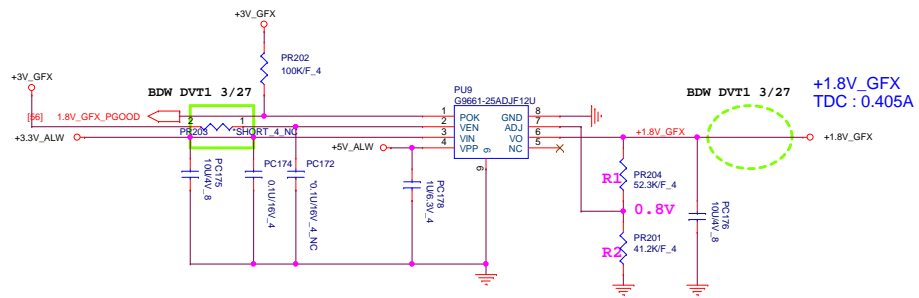 +3V_GFX
PR202
100K/F_4
+3V_GFX
BDW DVT1 3/27
[56] 1.8V_GFX_PGOOD
2
1
PR203
*SHORT_4_NC
+3.3V_ALW
PC175
10U/4V_8
PC174
0.1U/16V_4
PC172
*0.1U/16V_4_NC
+5V_ALW
PC178
1U/6.3V_4
PU9
G9661-25ADJF12U
1 POK GND 8
2 VEN ADJ 7
3 VIN VO 6
4 VPP NC 5
9
9
+1.8V_GFX
R1
PR204
52.3K/F_4
0.8V
R2
PR201
41.2K/F_4
PC176
10U/4V_8
BDW DVT1 3/27
+1.8V_GFX
TDC : 0.405A
+1.8V_GFX